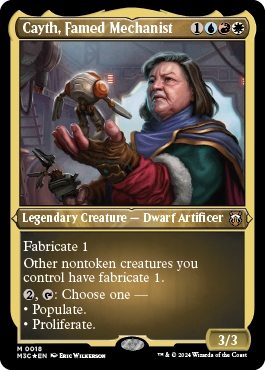 Cayth, Famed Mechanist 1
Legendary Creature — Dwarf Artificer
Fabricate 1
Other nontoken creatures you
control have fabricate 1.
2, T: Choose one —
• Populate.
• Proliferate.
3/3
M 0018
M3C ★ EN Eric Wilkerson
™ & © 2024 Wizards of the Coast